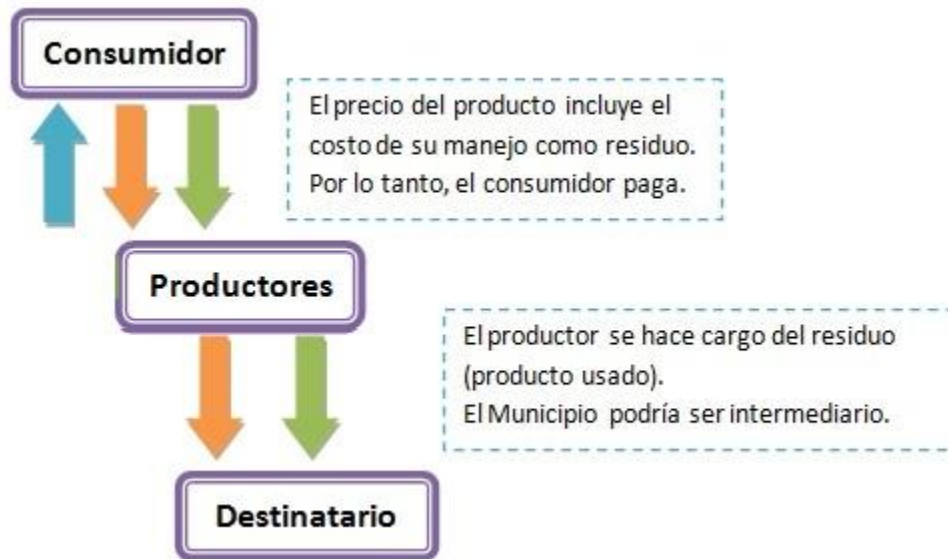 Consumidor
El precio del producto incluye el
costo de su manejo como residuo.
Por lo tanto, el consumidor paga.
Productores
El productor se hace cargo del residuo
(producto usado).
El Municipio podría ser intermediario.
Destinatario